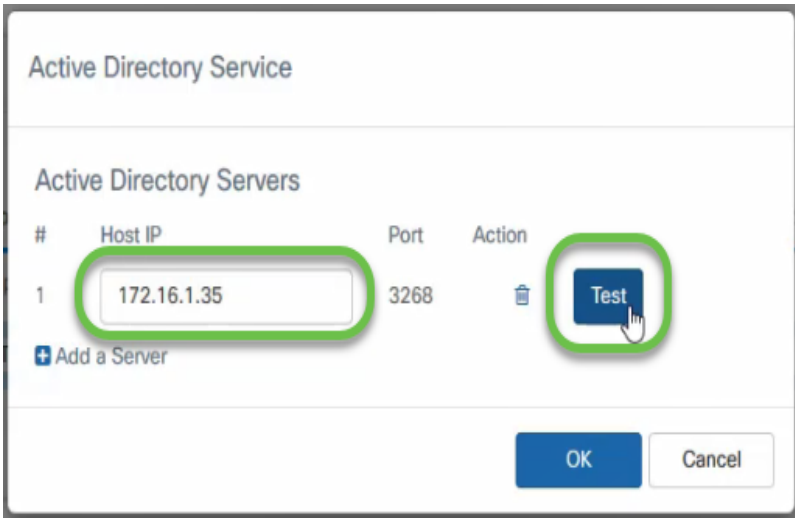 Active Directory Service
Active Directory Servers
# Host IP Port Action
1 172.16.1.35 3268 Test
Add a Server
OK Cancel